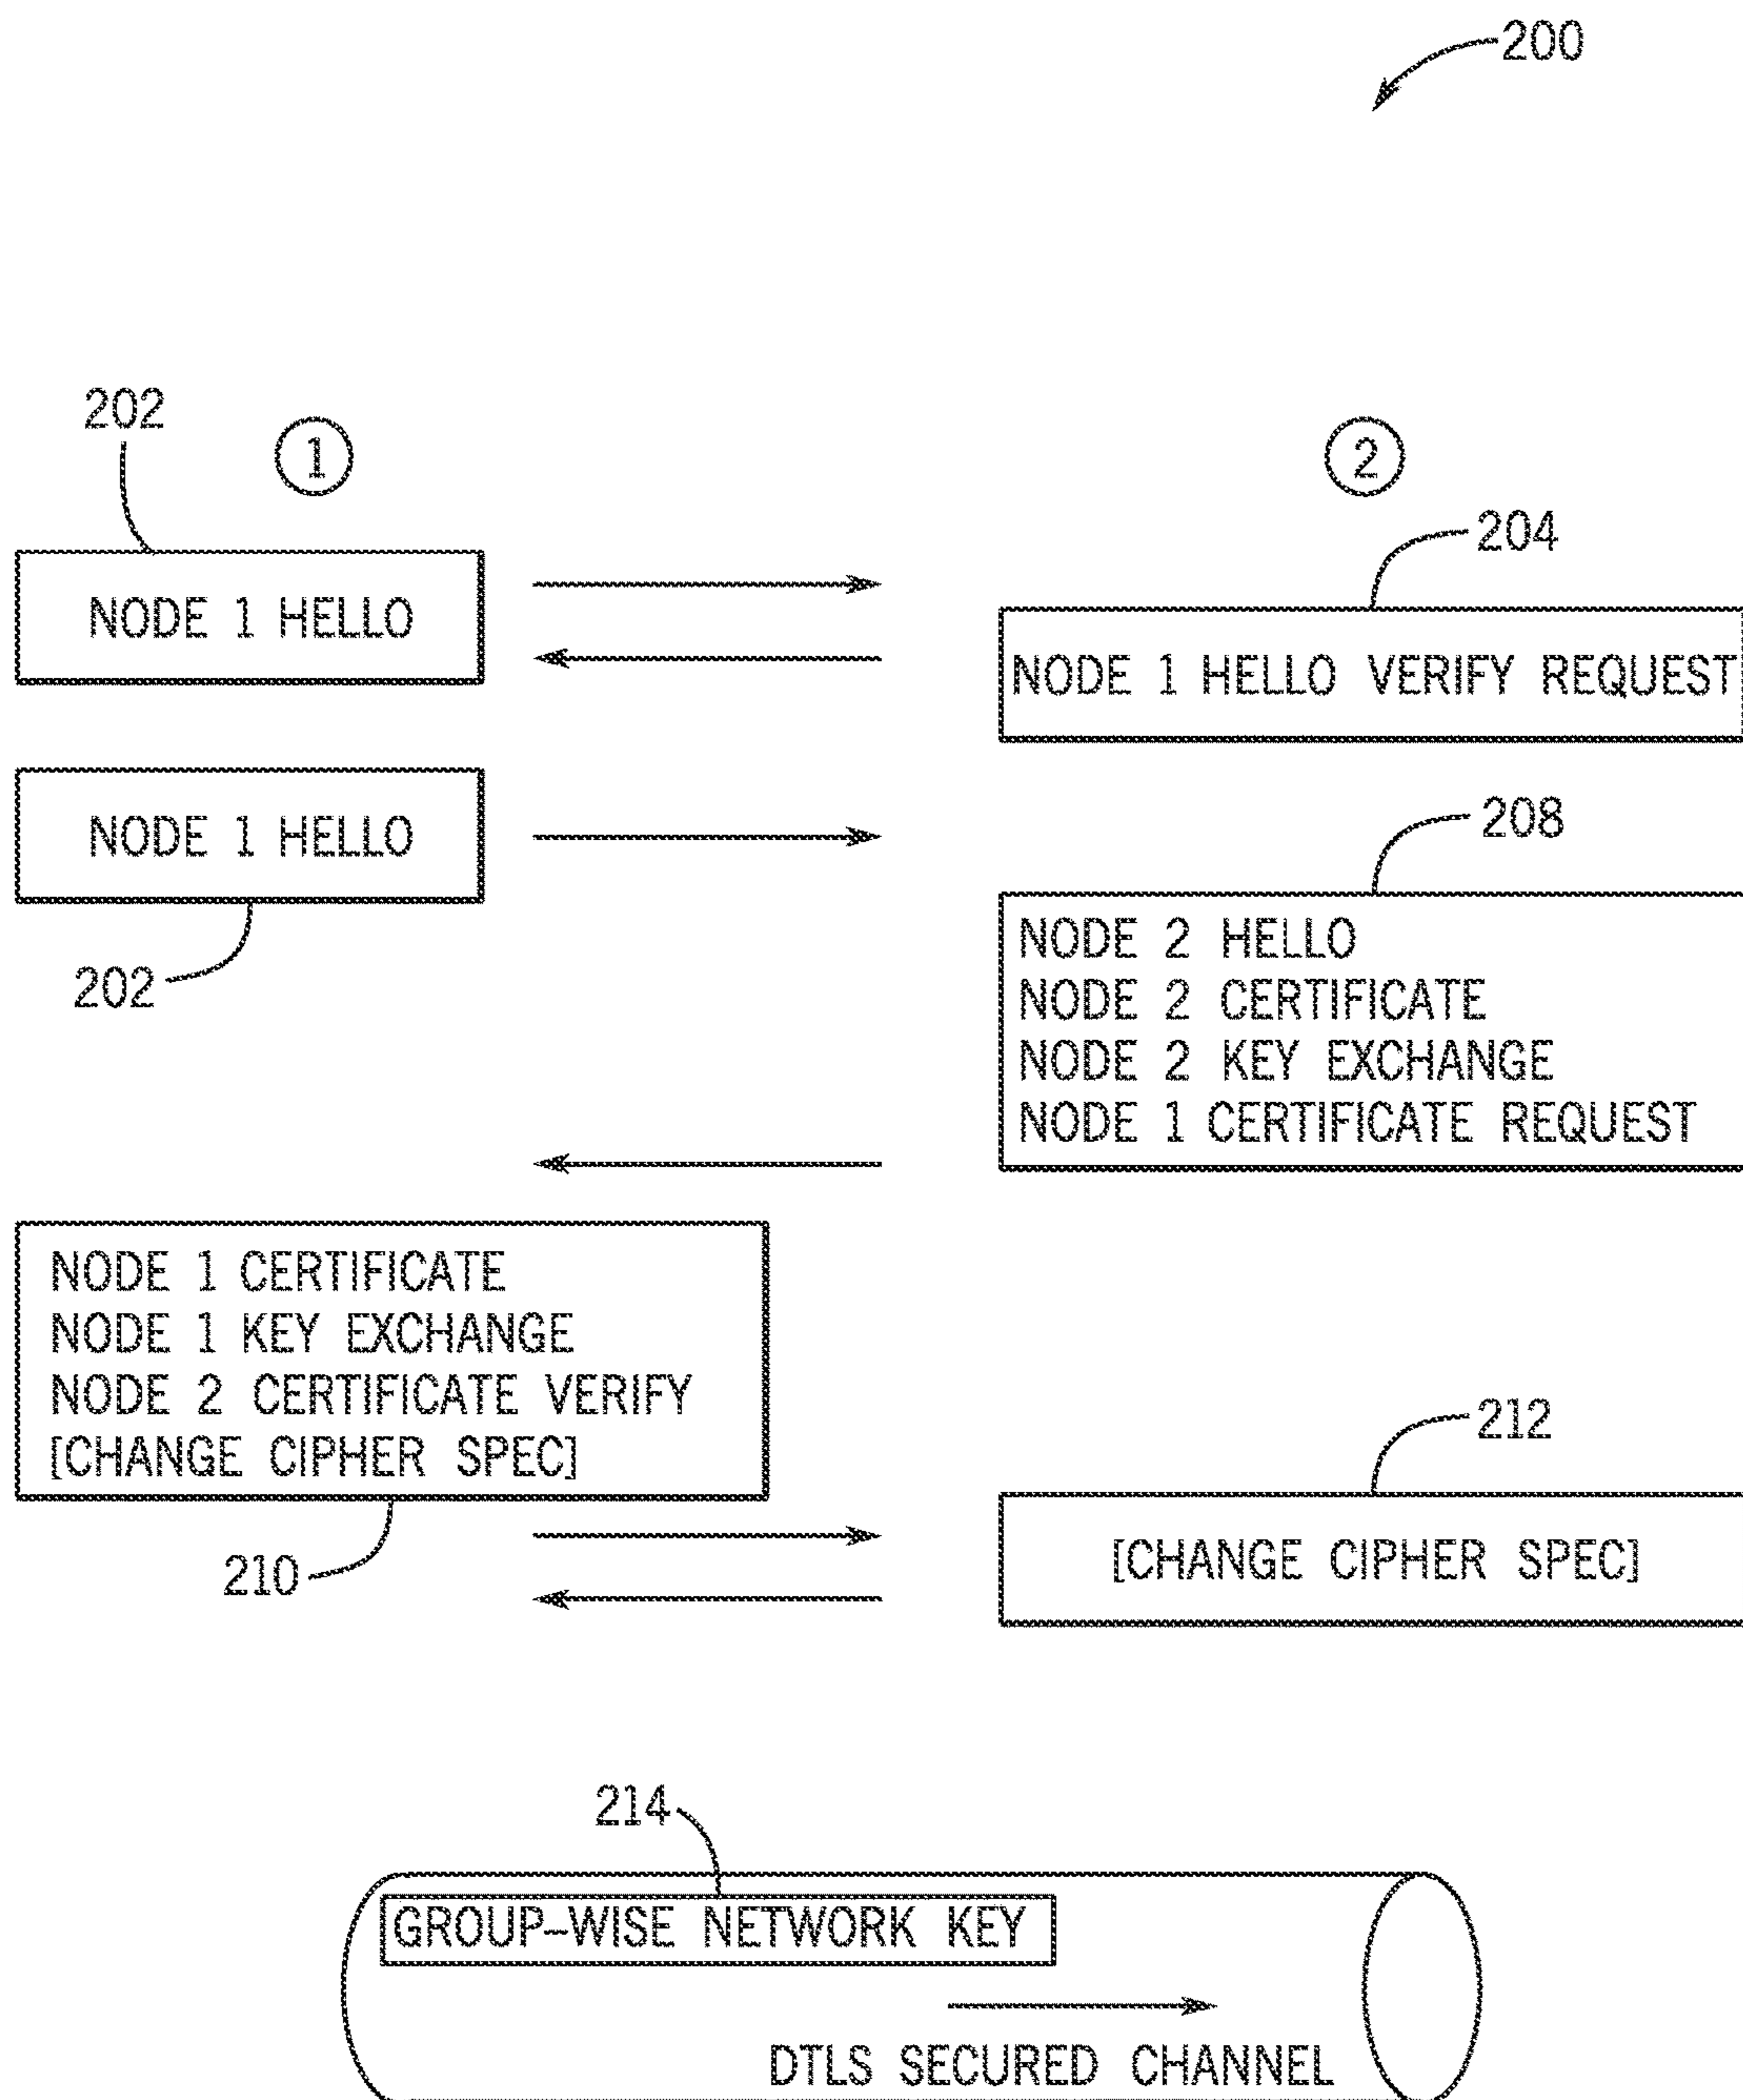 200
202
1
2
204
NODE 1 HELLO
NODE 1 HELLO VERIFY REQUEST
NODE 1 HELLO
208
202
NODE 2 HELLO
NODE 2 CERTIFICATE
NODE 2 KEY EXCHANGE
NODE 1 CERTIFICATE REQUEST
NODE 1 CERTIFICATE
NODE 1 KEY EXCHANGE
NODE 2 CERTIFICATE VERIFY
[CHANGE CIPHER SPEC]
210
212
[CHANGE CIPHER SPEC]
214
GROUP–WISE NETWORK KEY
DTLS SECURED CHANNEL